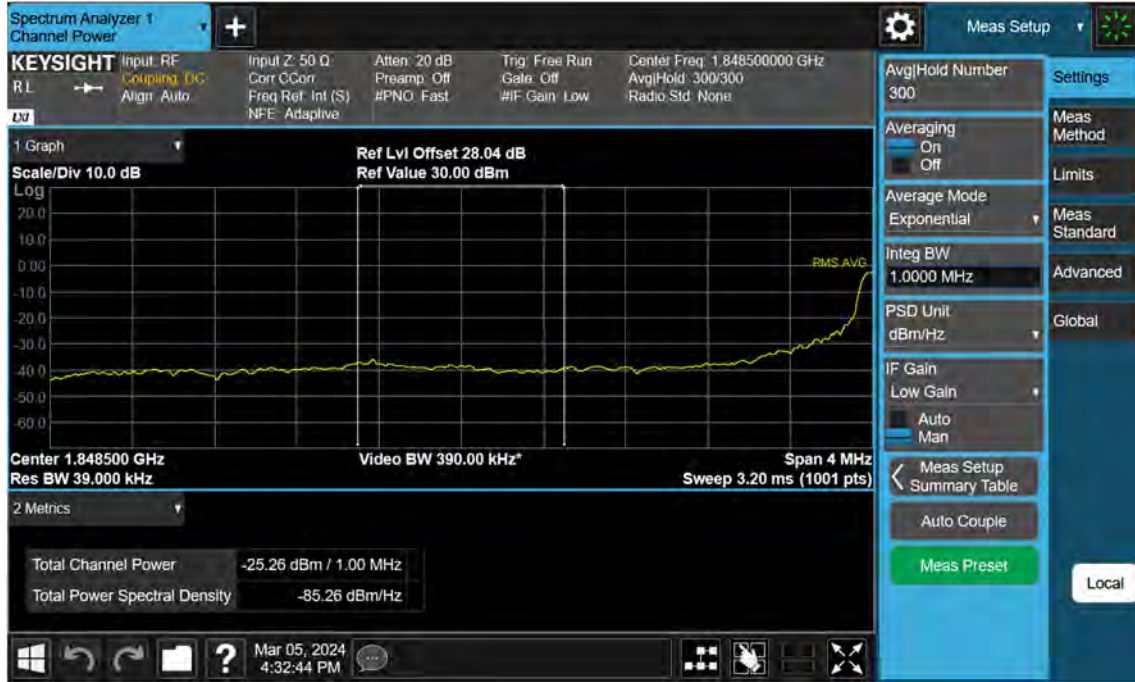 Spectrum Analyzer 1
Channel Power
Meas Setup
KEYSIGHT
RL
LXI
Input: RF
Coupling: DC
Align: Auto
Input Z: 50 Ω
Corr CCorr
Freq Ref: Int (S)
NFE: Adaptive
Atten: 20 dB
Preamp: Off
#PNO: Fast
Trig: Free Run
Gate: Off
#IF Gain: Low
Center Freq: 1.848500000 GHz
Avg|Hold: 300/300
Radio Std: None
1 Graph
Scale/Div 10.0 dB
Ref Lvl Offset 28.04 dB
Ref Value 30.00 dBm
Log
20.0
10.0
0.00
-10.0
-20.0
-30.0
-40.0
-50.0
-60.0
RMS AVG
Center 1.848500 GHz
Res BW 39.000 kHz
Video BW 390.00 kHz*
Span 4 MHz
Sweep 3.20 ms (1001 pts)
2 Metrics
Total Channel Power -25.26 dBm / 1.00 MHz
Total Power Spectral Density -85.26 dBm/Hz
Avg|Hold Number
300
Averaging
On
Off
Average Mode
Exponential
Integ BW
1.0000 MHz
PSD Unit
dBm/Hz
IF Gain
Low Gain
Auto
Man
Meas Setup
Summary Table
Auto Couple
Meas Preset
Settings
Meas
Method
Limits
Meas
Standard
Advanced
Global
Local
?
Mar 05, 2024
4:32:44 PM